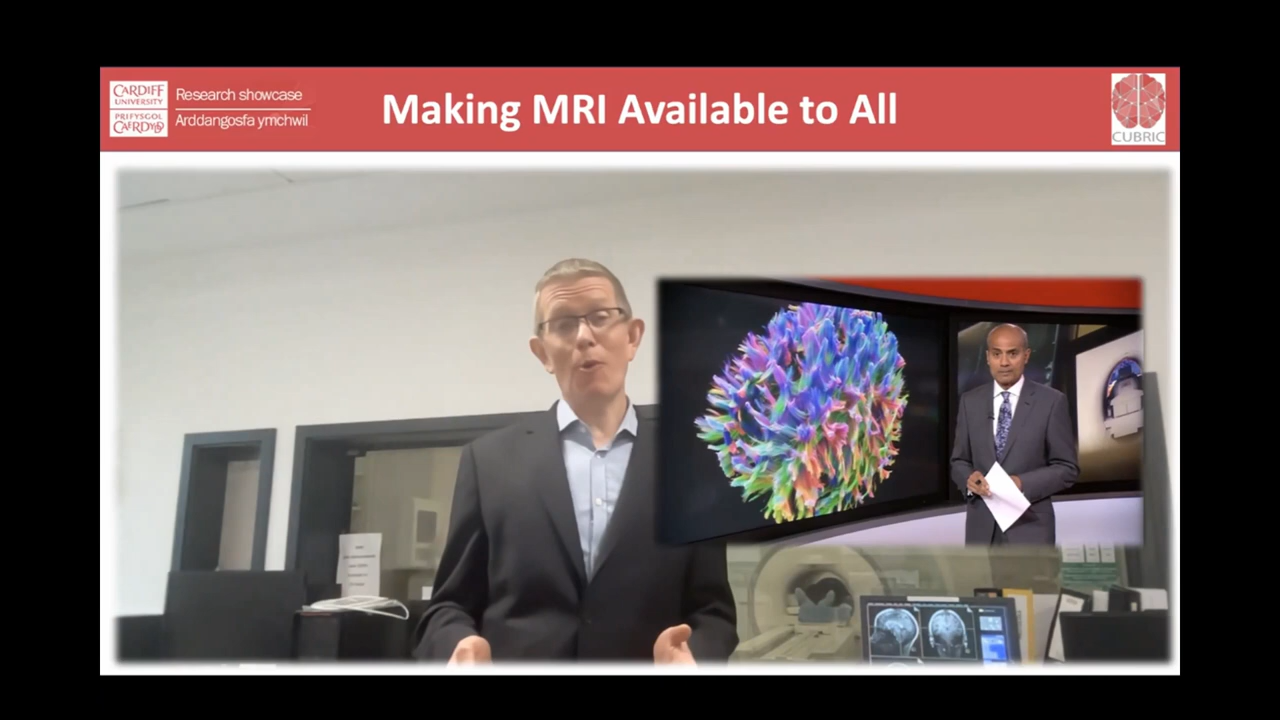 CARDIFF
UNIVERSITY
PRIFYSGOL
CAERDYDD
Research showcase
Arddangosfa ymchwil
Making MRI Available to All
CUBRIC